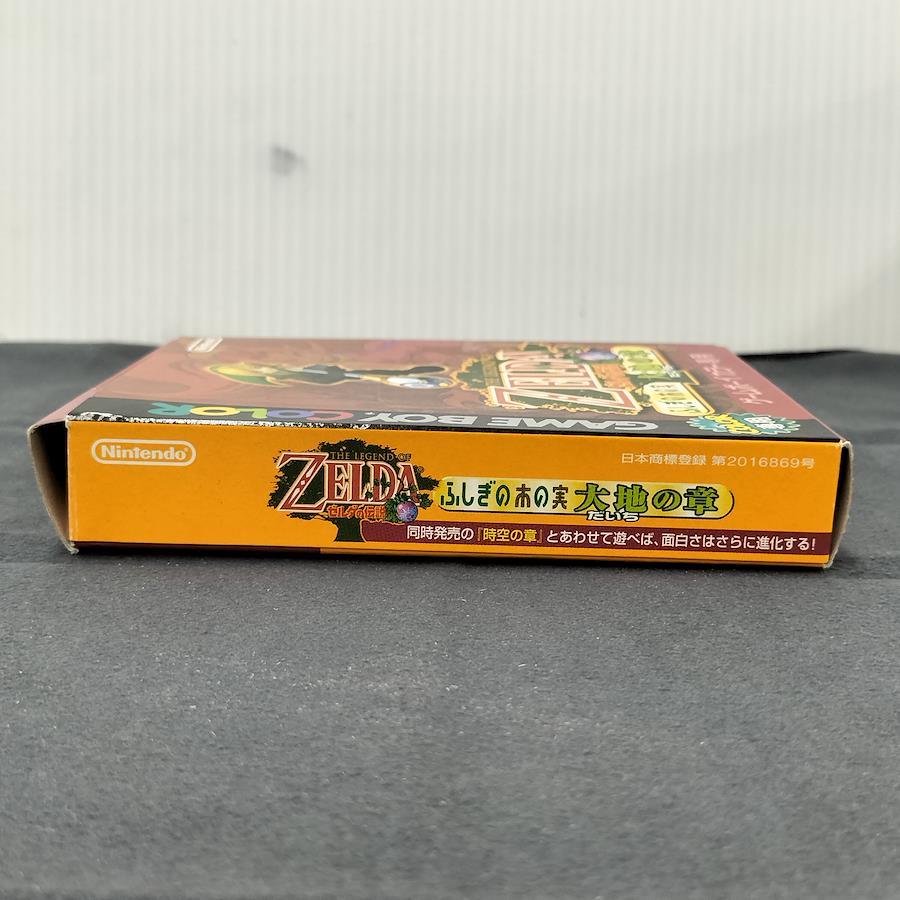 GAME BOY COLOR
ZELDA
Nintendo
THE LEGEND OF
ZELDA
ゼルダの伝説
ふしぎの木の実 大地の章
だいち
日本商標登録 第2016869号
同時発売の『時空の章』とあわせて遊べば、面白さはさらに進化する!